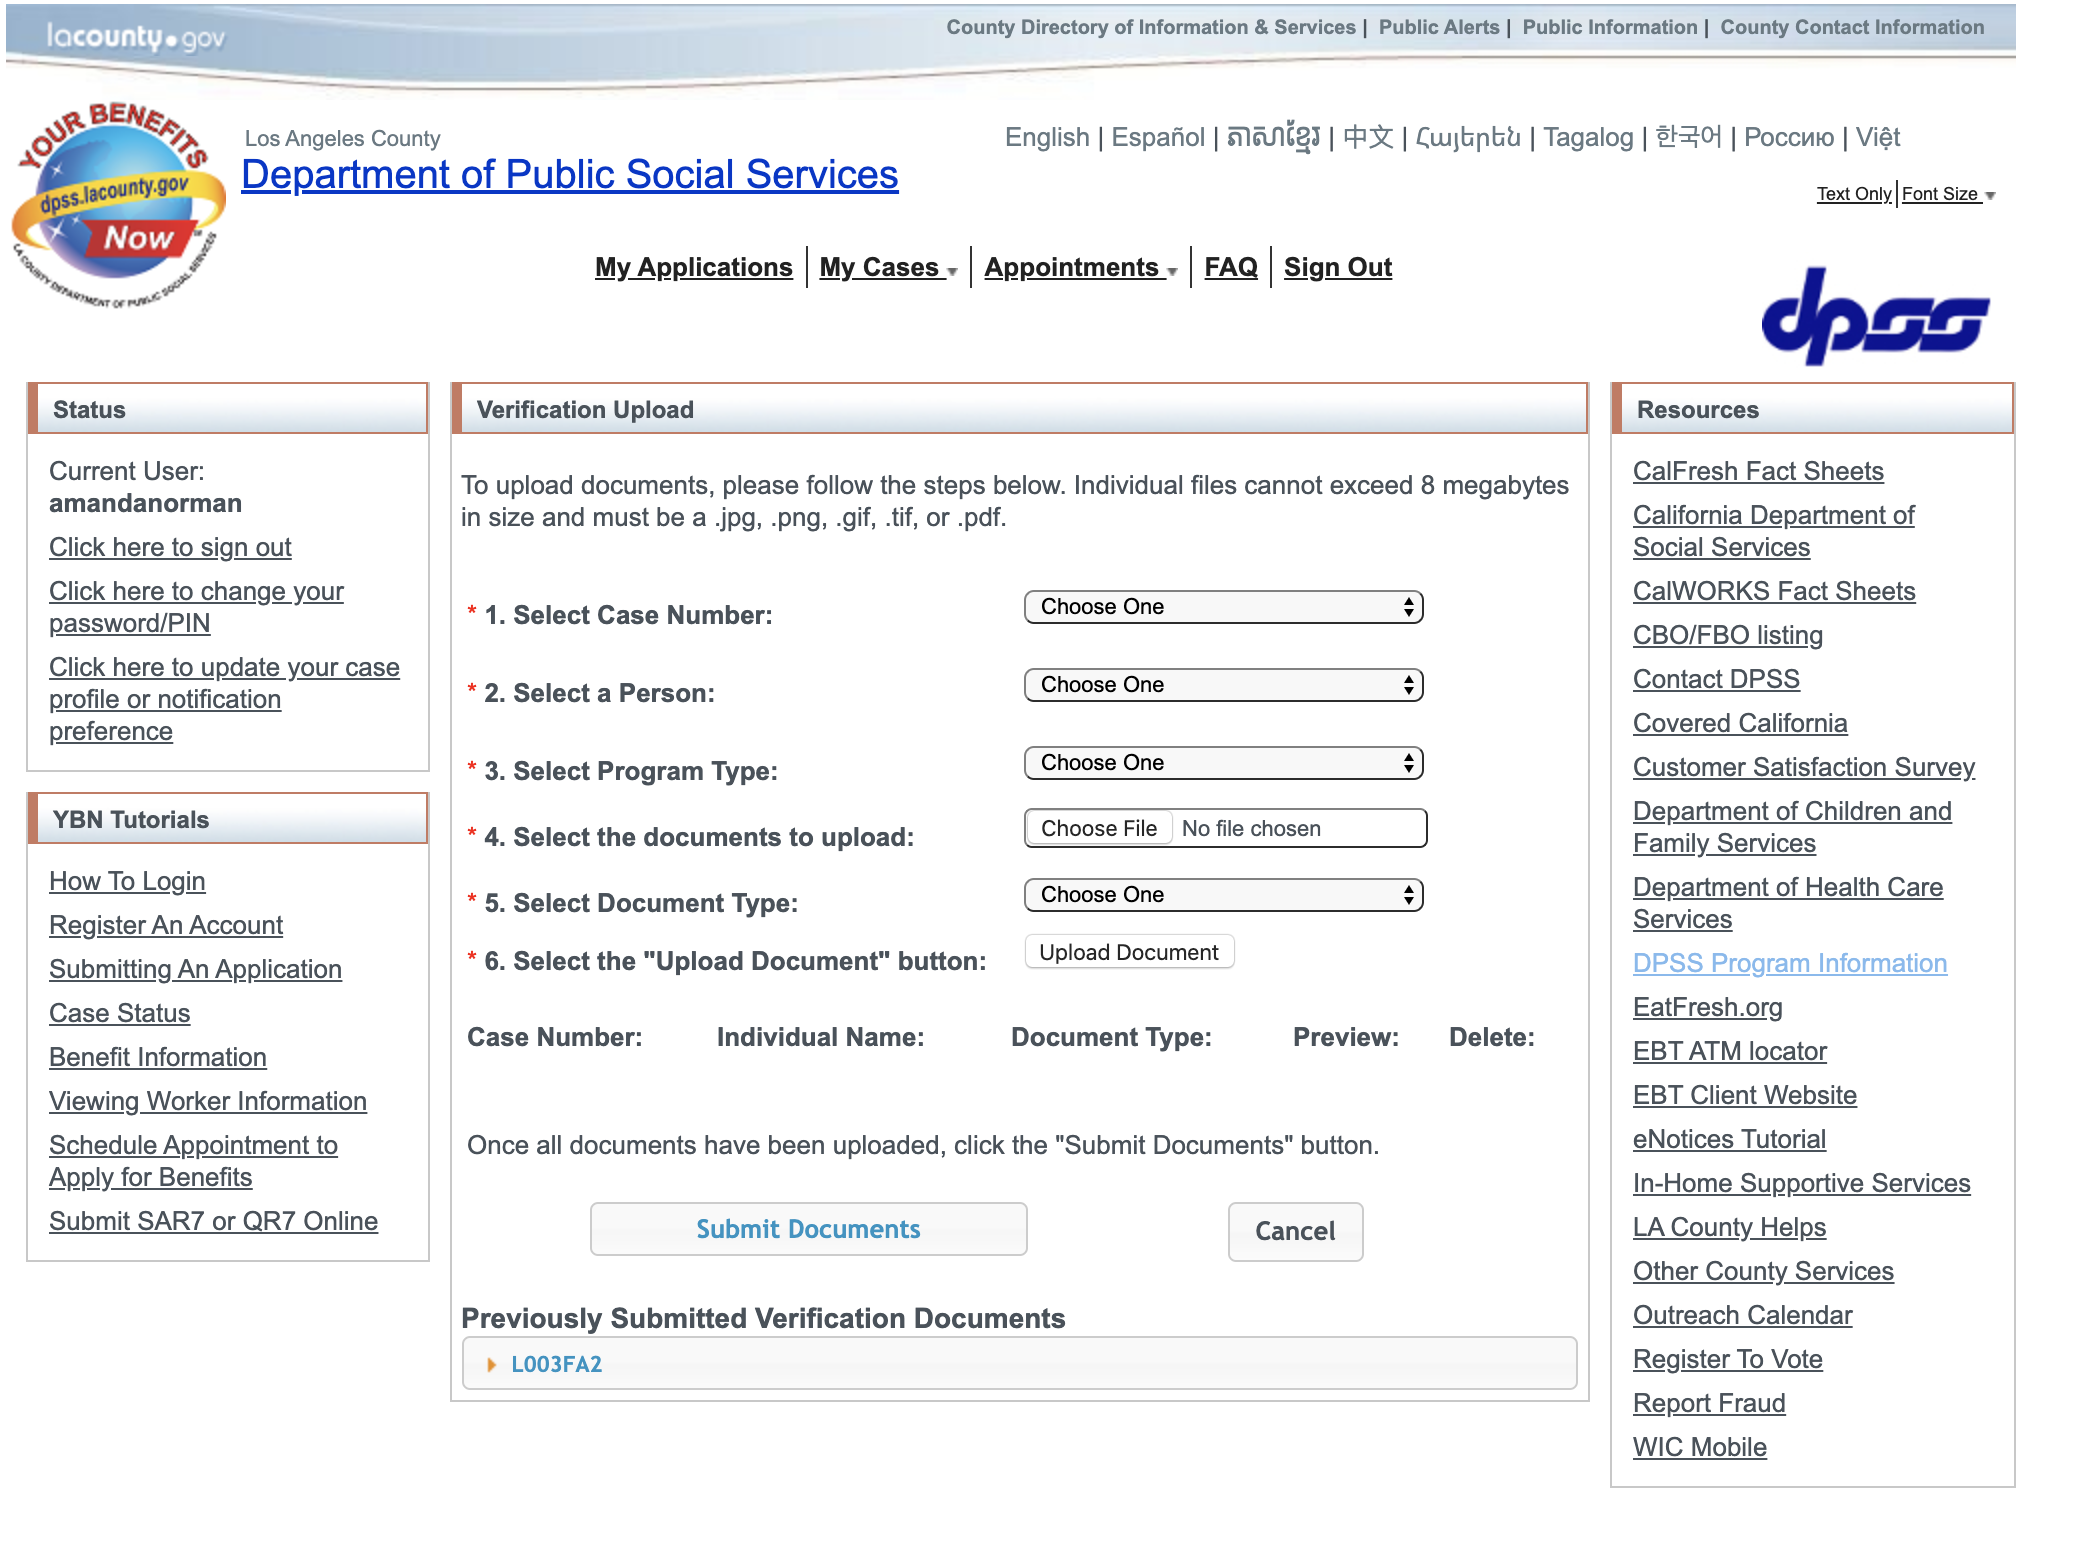 lacounty.gov
County Directory of Information & Services | Public Alerts | Public Information | County Contact Information
YOUR BENEFITS
dpss.lacounty.gov
Now
LA COUNTY DEPARTMENT OF PUBLIC SOCIAL SERVICES
Los Angeles County
Department of Public Social Services
English | Español | ភាសាខ្មែរ | 中文 | Հայերեն | Tagalog | 한국어 | Россию | Việt
Text Only | Font Size
My Applications | My Cases | Appointments | FAQ | Sign Out
dpss
Status
Current User:
amandanorman
Click here to sign out
Click here to change your
password/PIN
Click here to update your case
profile or notification
preference
YBN Tutorials
How To Login
Register An Account
Submitting An Application
Case Status
Benefit Information
Viewing Worker Information
Schedule Appointment to
Apply for Benefits
Submit SAR7 or QR7 Online
Verification Upload
To upload documents, please follow the steps below. Individual files cannot exceed 8 megabytes
in size and must be a .jpg, .png, .gif, .tif, or .pdf.
* 1. Select Case Number: Choose One
* 2. Select a Person: Choose One
* 3. Select Program Type: Choose One
* 4. Select the documents to upload: Choose File No file chosen
* 5. Select Document Type: Choose One
* 6. Select the "Upload Document" button: Upload Document
Case Number: Individual Name: Document Type: Preview: Delete:
Once all documents have been uploaded, click the "Submit Documents" button.
Submit Documents Cancel
Previously Submitted Verification Documents
L003FA2
Resources
CalFresh Fact Sheets
California Department of
Social Services
CalWORKS Fact Sheets
CBO/FBO listing
Contact DPSS
Covered California
Customer Satisfaction Survey
Department of Children and
Family Services
Department of Health Care
Services
DPSS Program Information
EatFresh.org
EBT ATM locator
EBT Client Website
eNotices Tutorial
In-Home Supportive Services
LA County Helps
Other County Services
Outreach Calendar
Register To Vote
Report Fraud
WIC Mobile